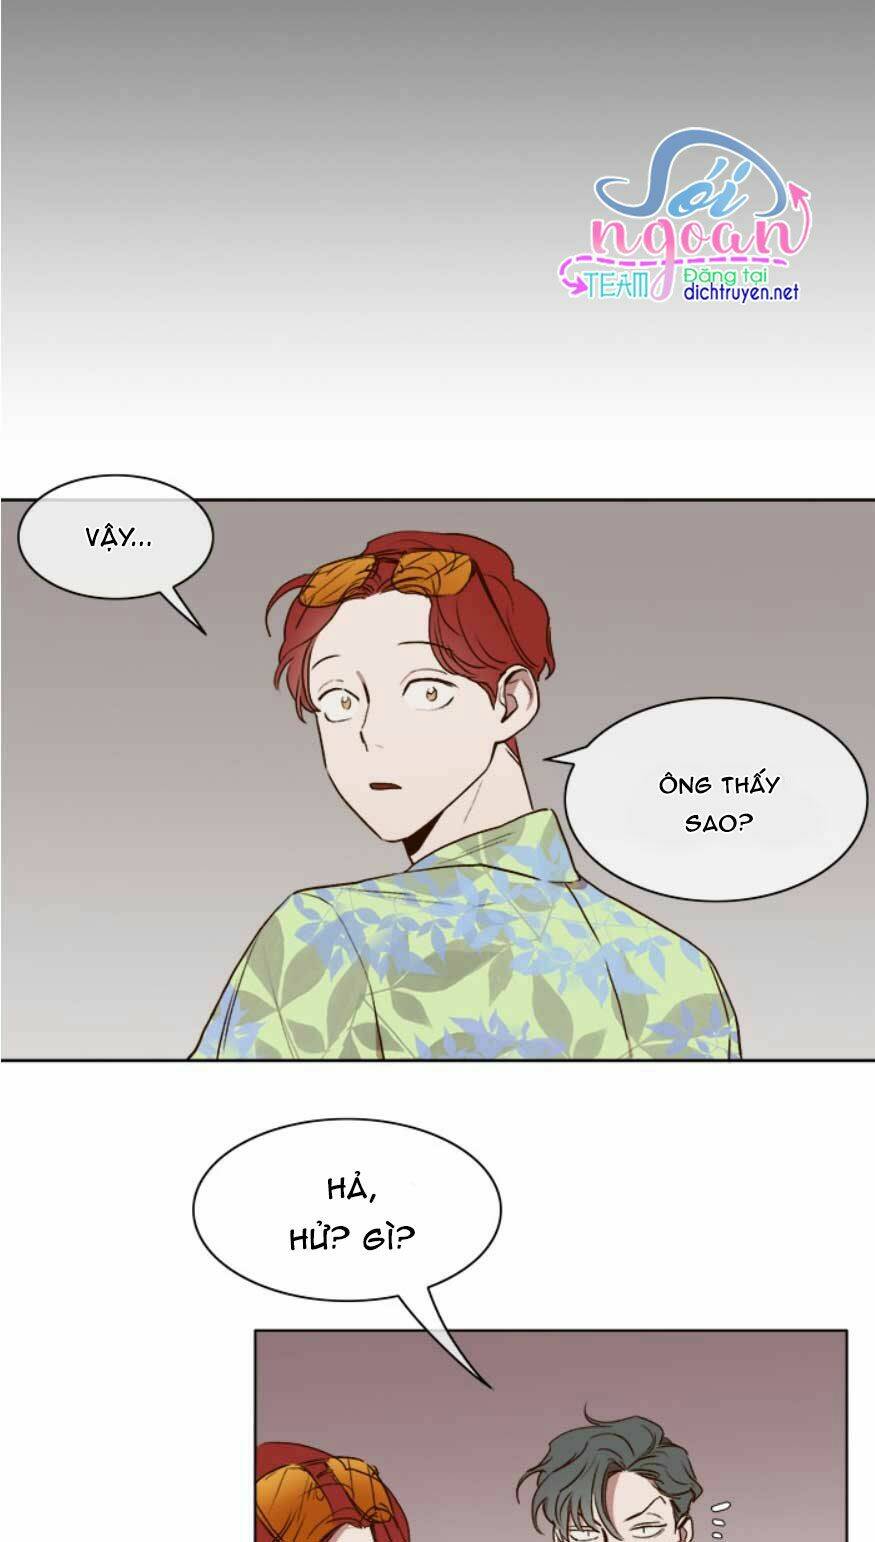 Sói
ngoan
TEAM
Đăng tại
dichtruyen.net
VẬY...
ÔNG THẤY
SAO?
HẢ,
HỬ? GÌ?